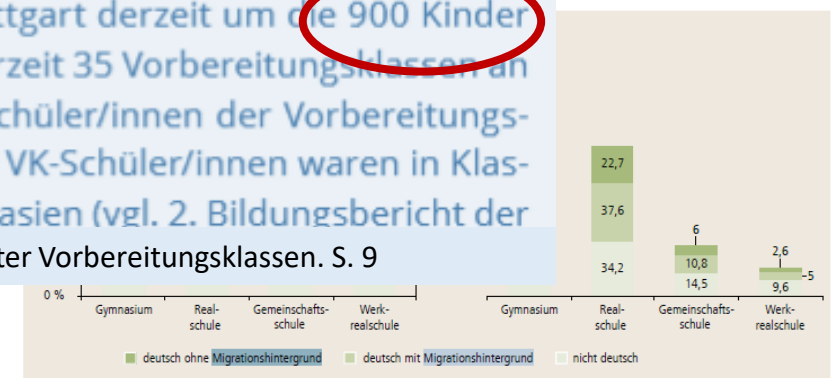 ttgart derzeit um die 900 Kinder
rzeit 35 Vorbereitungsklassen an
chüler/innen der Vorbereitungs-
VK-Schüler/innen waren in Klas-
asien (vgl. 2. Bildungsbericht der
ter Vorbereitungsklassen. S. 9
22,7
37,6
34,2
6
10,8
14,5
2,6
5
9,6
0 %
Gymnasium
Real-
schule
Gemeinschafts-
schule
Werk-
realschule
Gymnasium
Real-
schule
Gemeinschafts-
schule
Werk-
realschule
deutsch ohne Migrationshintergrund
deutsch mit Migrationshintergrund
nicht deutsch